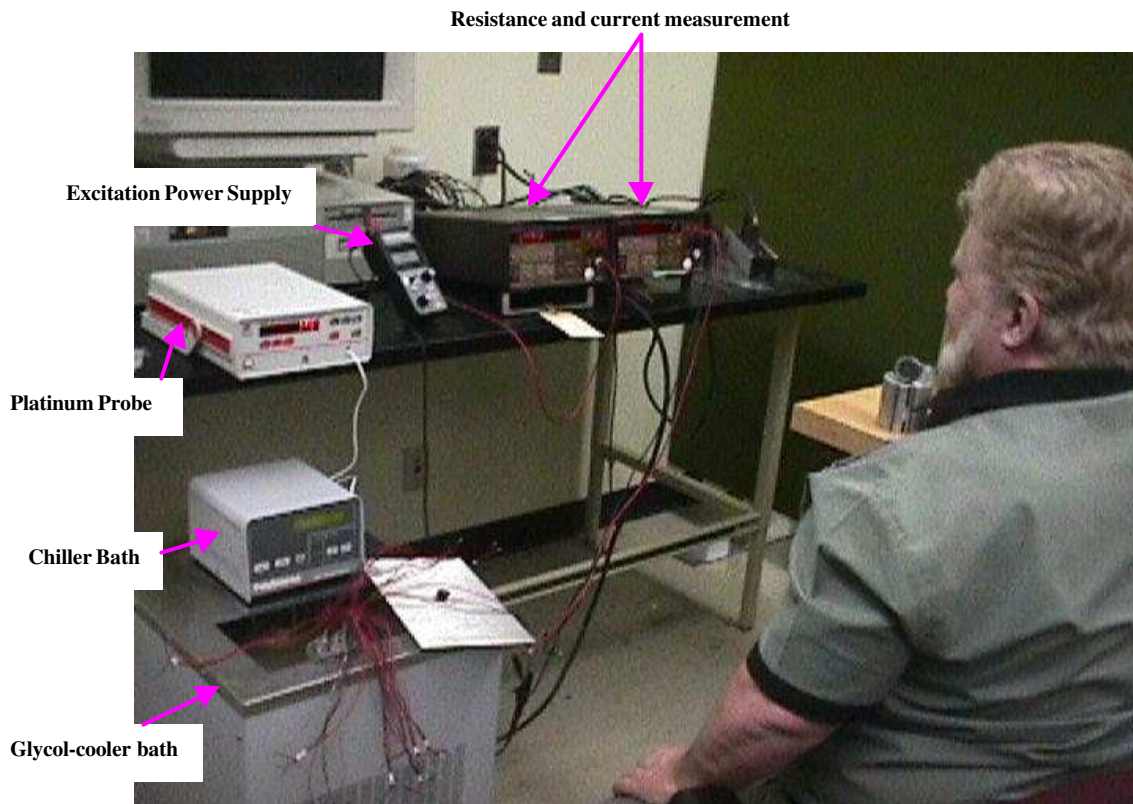 Resistance and current measurement
Excitation Power Supply
Platinum Probe
Chiller Bath
Glycol-cooler bath